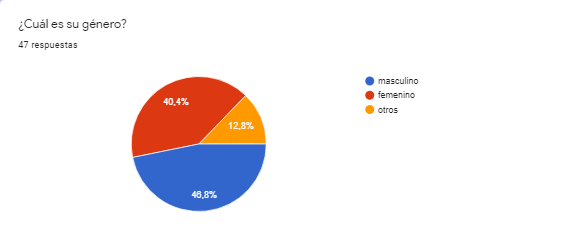 ¿Cuál es su género?
47 respuestas
masculino
femenino
otros
40,4%
12,8%
46,8%